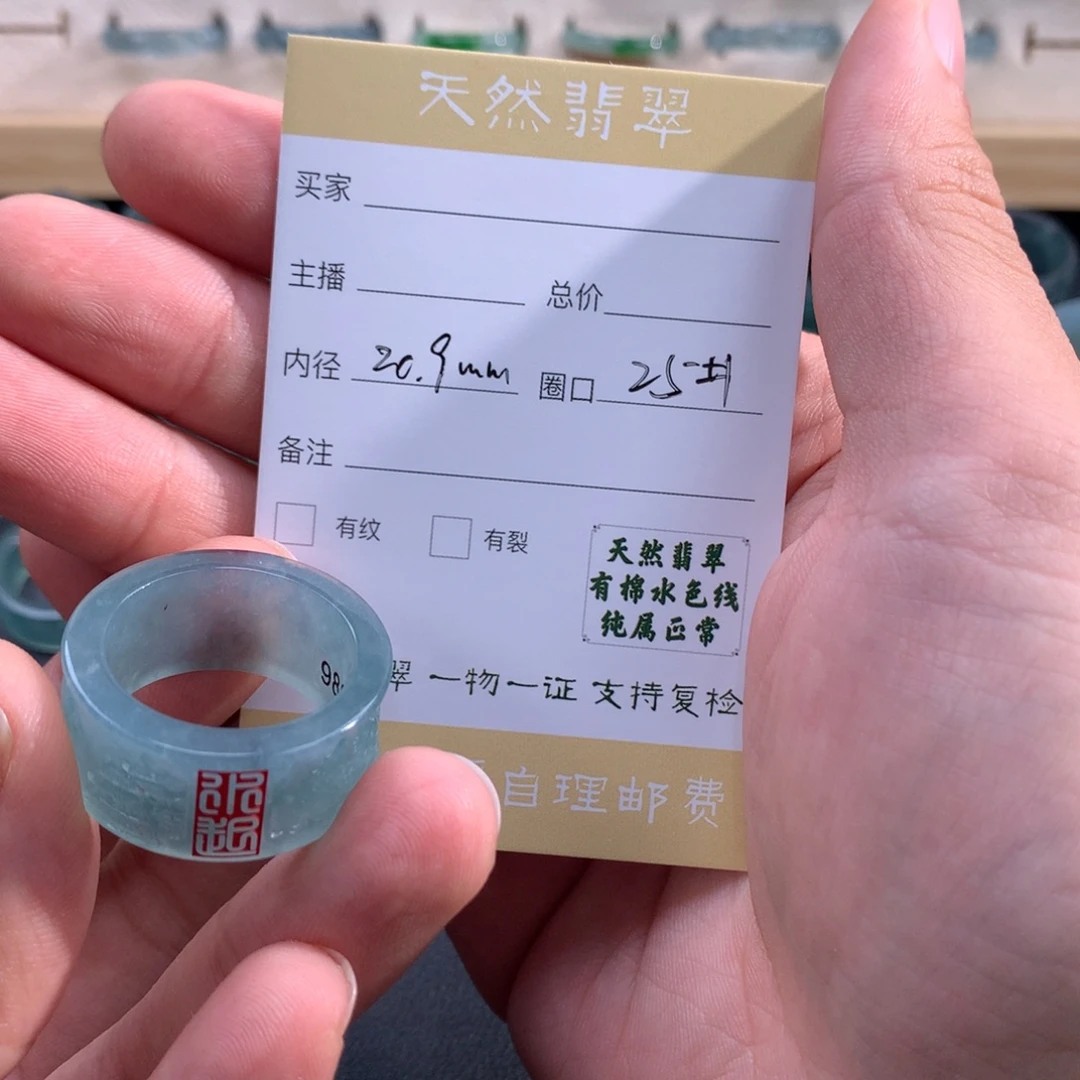 天然翡翠
买家
主播 总价
内径 20.9mm 圈口 25
备注
有纹 有裂
天然翡翠
有棉水色线
纯属正常
翠 一物一证 支持复检
自理邮费
98